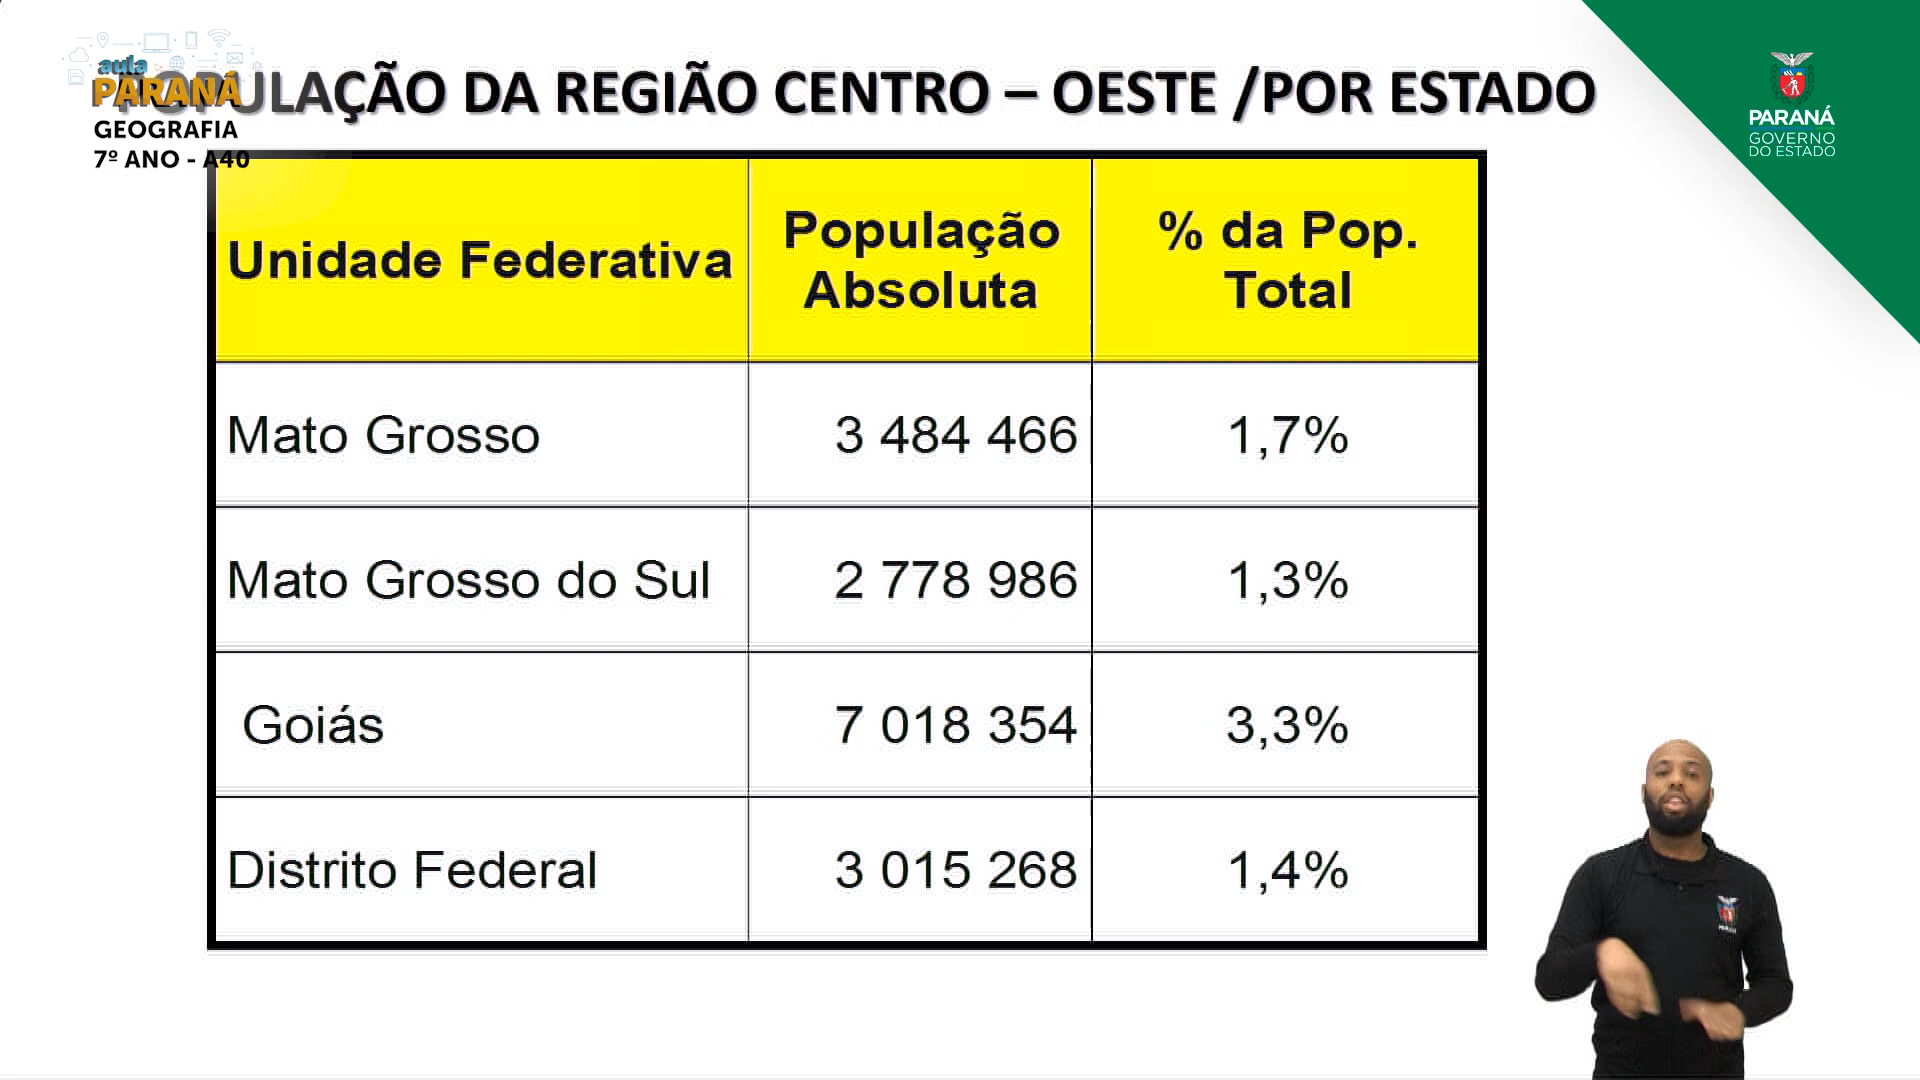 aula
PARANÁ
GEOGRAFIA
7º ANO - A40
POPULAÇÃO DA REGIÃO CENTRO – OESTE /POR ESTADO
PARANÁ
GOVERNO
DO ESTADO
Unidade Federativa
População
Absoluta
% da Pop.
Total
Mato Grosso
3 484 466
1,7%
Mato Grosso do Sul
2 778 986
1,3%
Goiás
7 018 354
3,3%
Distrito Federal
3 015 268
1,4%